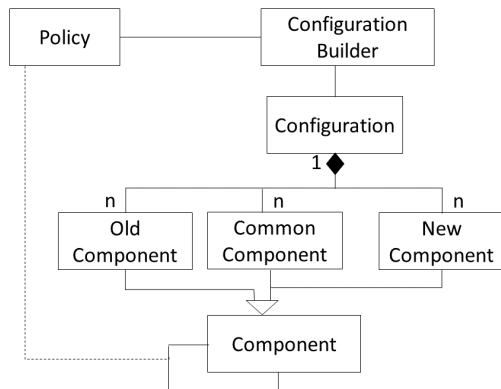 Policy
Configuration
Builder
Configuration
1
n
n
n
Old
Component
Common
Component
New
Component
Component